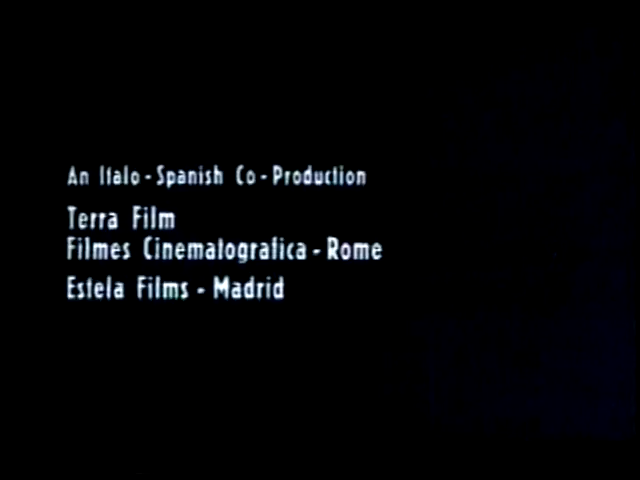 An Italo - Spanish Co - Production
Terra Film
Filmes Cinematografica - Rome
Estela Films - Madrid